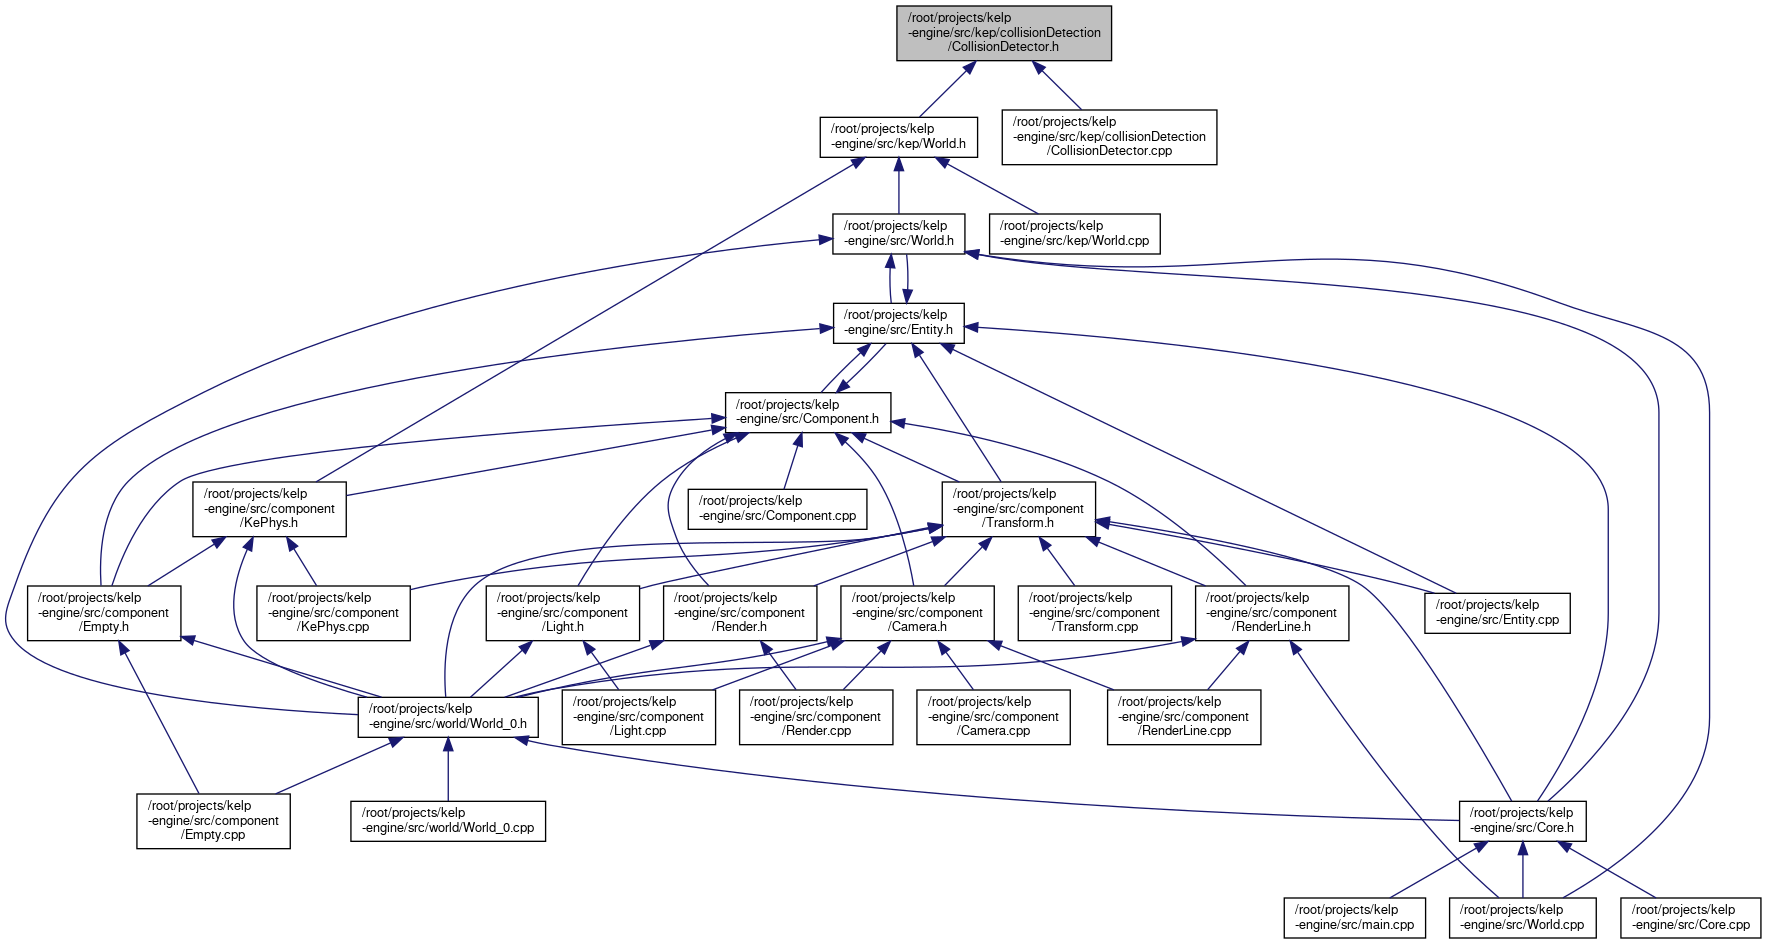 /root/projects/kelp
-engine/src/kep/collisionDetection
/CollisionDetector.h
/root/projects/kelp
-engine/src/kep/World.h
/root/projects/kelp
-engine/src/kep/collisionDetection
/CollisionDetector.cpp
/root/projects/kelp
-engine/src/World.h
/root/projects/kelp
-engine/src/kep/World.cpp
/root/projects/kelp
-engine/src/Entity.h
/root/projects/kelp
-engine/src/Component.h
/root/projects/kelp
-engine/src/component
/KePhys.h
/root/projects/kelp
-engine/src/Component.cpp
/root/projects/kelp
-engine/src/component
/Transform.h
/root/projects/kelp
-engine/src/component
/Empty.h
/root/projects/kelp
-engine/src/component
/KePhys.cpp
/root/projects/kelp
-engine/src/component
/Light.h
/root/projects/kelp
-engine/src/component
/Render.h
/root/projects/kelp
-engine/src/component
/Camera.h
/root/projects/kelp
-engine/src/component
/Transform.cpp
/root/projects/kelp
-engine/src/component
/RenderLine.h
/root/projects/kelp
-engine/src/Entity.cpp
/root/projects/kelp
-engine/src/world/World_0.h
/root/projects/kelp
-engine/src/component
/Light.cpp
/root/projects/kelp
-engine/src/component
/Render.cpp
/root/projects/kelp
-engine/src/component
/Camera.cpp
/root/projects/kelp
-engine/src/component
/RenderLine.cpp
/root/projects/kelp
-engine/src/component
/Empty.cpp
/root/projects/kelp
-engine/src/world/World_0.cpp
/root/projects/kelp
-engine/src/Core.h
/root/projects/kelp
-engine/src/main.cpp
/root/projects/kelp
-engine/src/World.cpp
/root/projects/kelp
-engine/src/Core.cpp